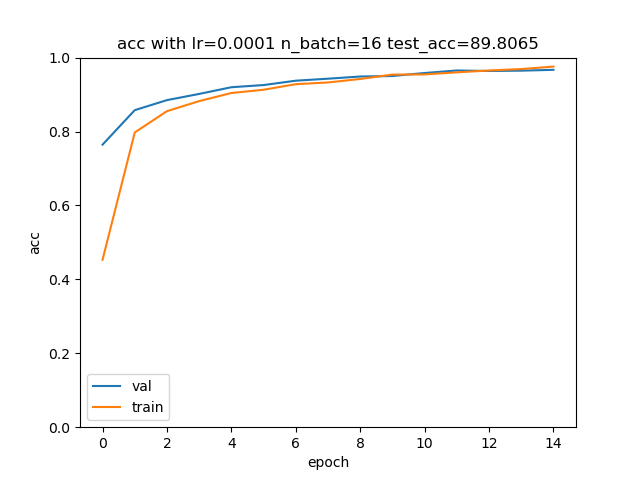 acc with lr=0.0001 n_batch=16 test_acc=89.8065
1.0
0.8
0.6
0.4
0.2
0.0
acc
val
train
0 2 4 6 8 10 12 14
epoch